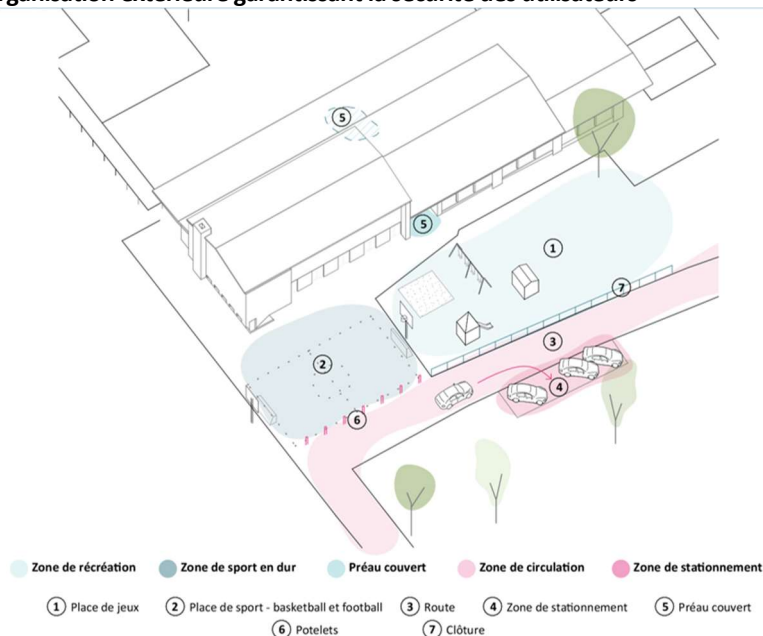 organisation extérieure garantissant la sécurité des utilisateurs
5
5
1
7
3
2
4
6
Zone de récréation Zone de sport en dur Préau couvert Zone de circulation Zone de stationnement
1 Place de jeux 2 Place de sport - basketball et football 3 Route 4 Zone de stationnement 5 Préau couvert
6 Potelets 7 Clôture